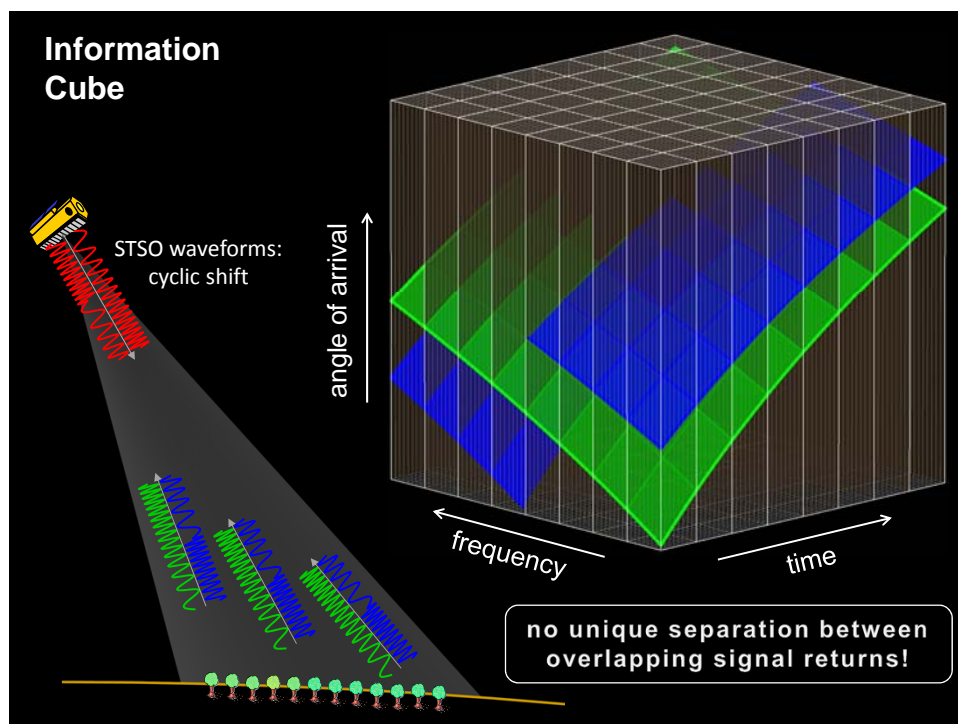 Information
Cube
STSO waveforms:
cyclic shift
angle of arrival
frequency
time
no unique separation between
overlapping signal returns!